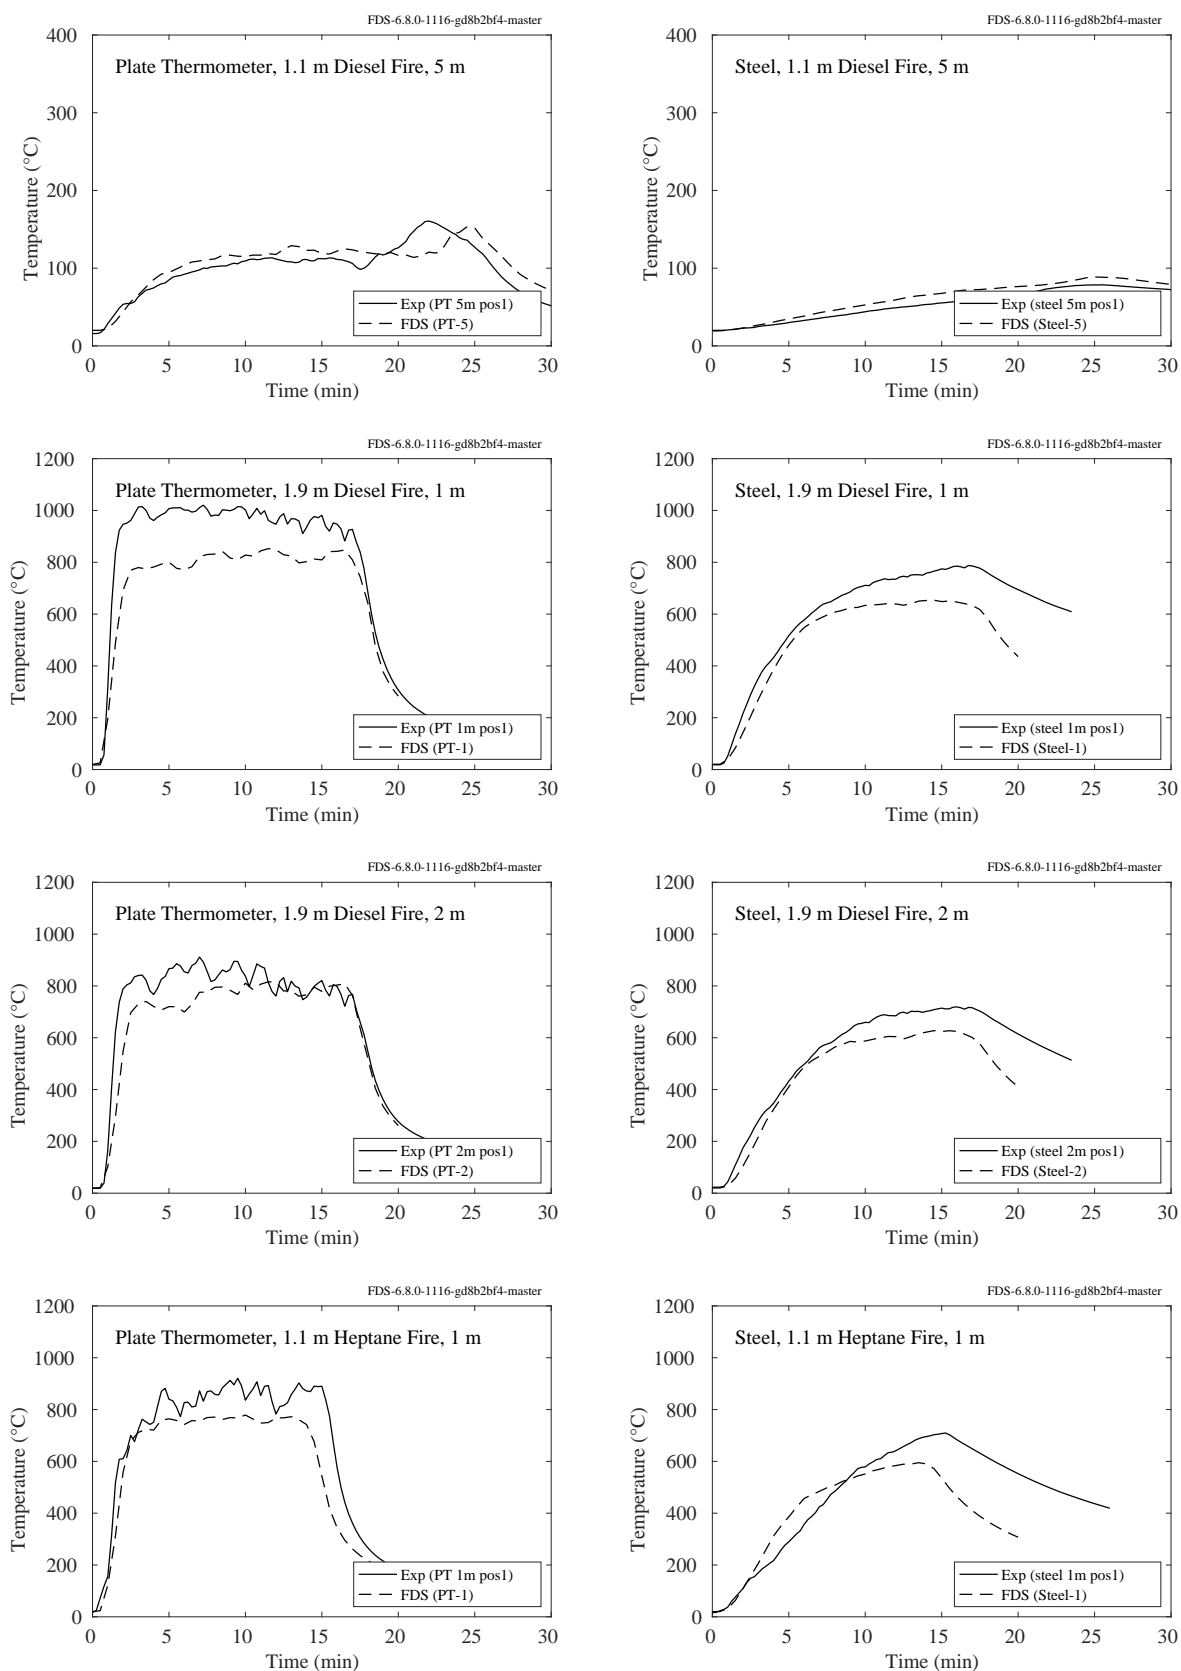 FDS-6.8.0-1116-gd8b2bf4-master
Plate Thermometer, 1.1 m Diesel Fire, 5 m
Temperature (°C)
400
300
200
100
0
Exp (PT 5m pos1)
FDS (PT-5)
0 5 10 15 20 25 30
Time (min)
FDS-6.8.0-1116-gd8b2bf4-master
Steel, 1.1 m Diesel Fire, 5 m
Temperature (°C)
400
300
200
100
0
Exp (steel 5m pos1)
FDS (Steel-5)
0 5 10 15 20 25 30
Time (min)
FDS-6.8.0-1116-gd8b2bf4-master
Plate Thermometer, 1.9 m Diesel Fire, 1 m
Temperature (°C)
1200
1000
800
600
400
200
0
Exp (PT 1m pos1)
FDS (PT-1)
0 5 10 15 20 25 30
Time (min)
FDS-6.8.0-1116-gd8b2bf4-master
Steel, 1.9 m Diesel Fire, 1 m
Temperature (°C)
1200
1000
800
600
400
200
0
Exp (steel 1m pos1)
FDS (Steel-1)
0 5 10 15 20 25 30
Time (min)
FDS-6.8.0-1116-gd8b2bf4-master
Plate Thermometer, 1.9 m Diesel Fire, 2 m
Temperature (°C)
1200
1000
800
600
400
200
0
Exp (PT 2m pos1)
FDS (PT-2)
0 5 10 15 20 25 30
Time (min)
FDS-6.8.0-1116-gd8b2bf4-master
Steel, 1.9 m Diesel Fire, 2 m
Temperature (°C)
1200
1000
800
600
400
200
0
Exp (steel 2m pos1)
FDS (Steel-2)
0 5 10 15 20 25 30
Time (min)
FDS-6.8.0-1116-gd8b2bf4-master
Plate Thermometer, 1.1 m Heptane Fire, 1 m
Temperature (°C)
1200
1000
800
600
400
200
0
Exp (PT 1m pos1)
FDS (PT-1)
0 5 10 15 20 25 30
Time (min)
FDS-6.8.0-1116-gd8b2bf4-master
Steel, 1.1 m Heptane Fire, 1 m
Temperature (°C)
1200
1000
800
600
400
200
0
Exp (steel 1m pos1)
FDS (Steel-1)
0 5 10 15 20 25 30
Time (min)